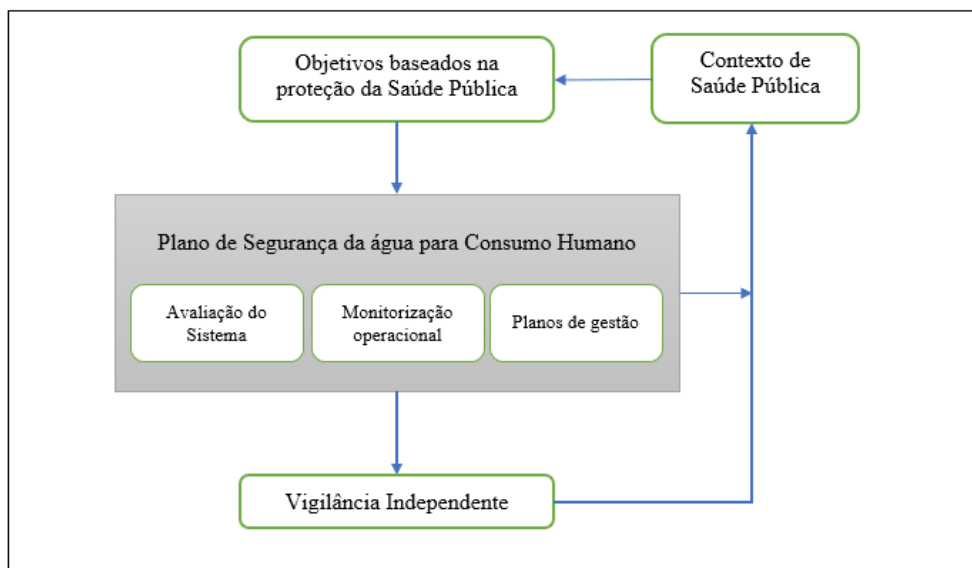 Objetivos baseados na
proteção da Saúde Pública
Contexto de
Saúde Pública
Plano de Segurança da água para Consumo Humano
Avaliação do
Sistema
Monitorização
operacional
Planos de gestão
Vigilância Independente